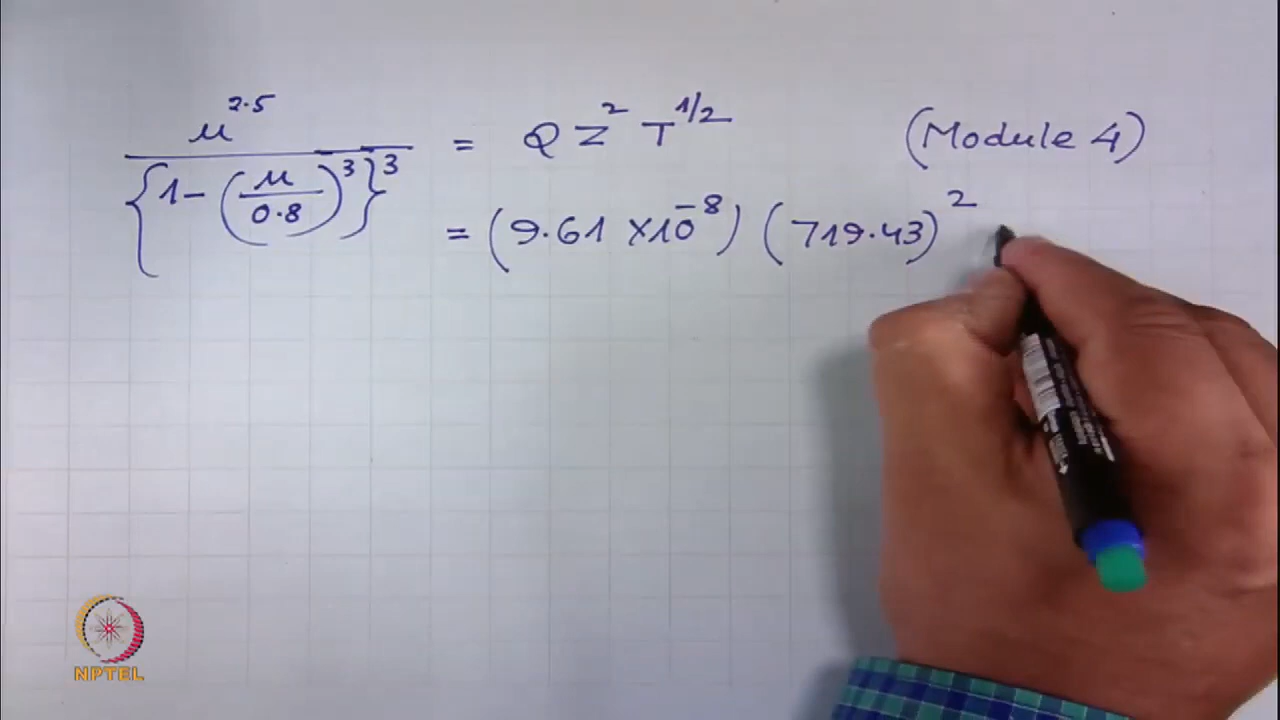 μ^2.5 / {1-(μ/0.8)^3}^3 = Q Z^2 T^1/2 (Module 4)
= (9.61 × 10^-8) (719.43)^2
NPTEL